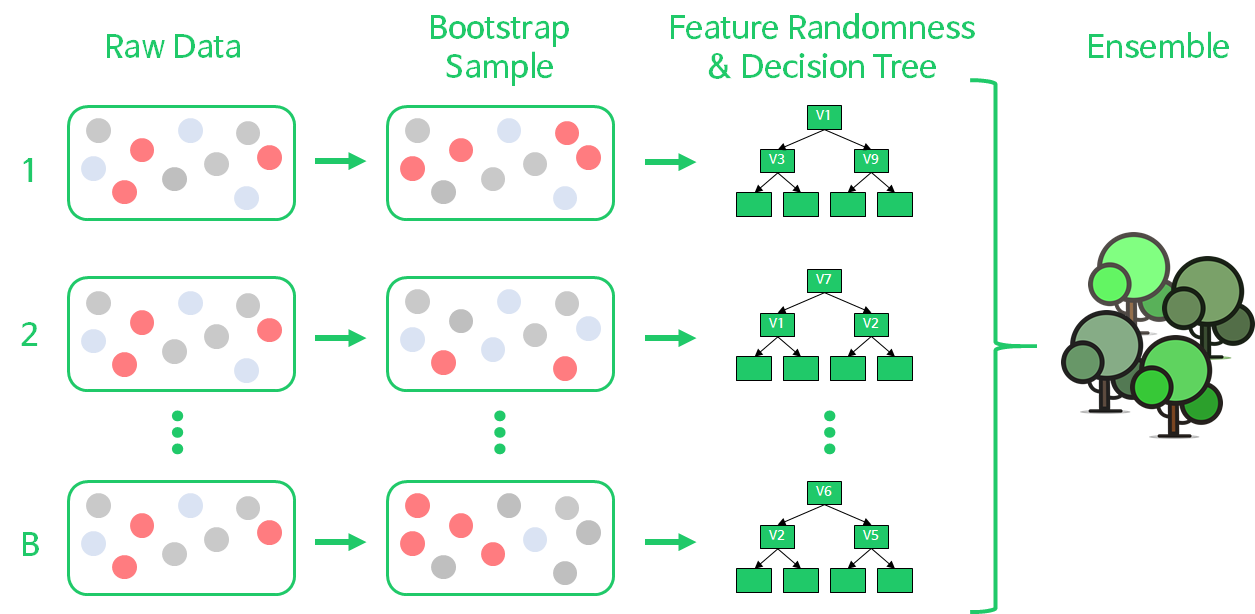 Raw Data
Bootstrap
Sample
Feature Randomness
& Decision Tree
Ensemble
1
V1
V3 V9
2
V7
V1 V2
B
V6
V2 V5